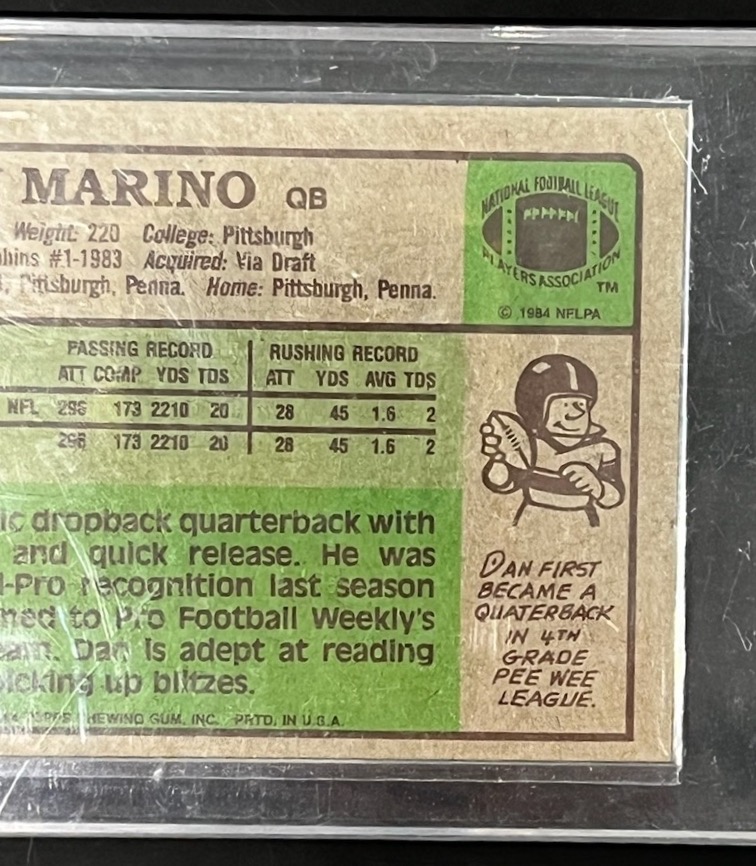 MARINO QB
Weight: 220 College: Pittsburgh
hins #1-1983 Acquired: Via Draft
Pittsburgh, Penna. Home: Pittsburgh, Penna.
NATIONAL FOOTBALL LEAGUE
PLAYERS ASSOCIATION
TM
© 1984 NFLPA
PASSING RECORD RUSHING RECORD
ATT COMP YDS TDS ATT YDS AVG TDS
NFL 296 173 2210 20 28 45 1.6 2
296 173 2210 20 28 45 1.6 2
ic dropback quarterback with
and quick release. He was
l-Pro recognition last season
med to Pro Football Weekly's
eam. Dan is adept at reading
picking up blitzes.
TOPPS CHEWING GUM, INC. PRTD. IN U.S.A.
DAN FIRST
BECAME A
QUATERBACK
IN 4TH
GRADE
PEE WEE
LEAGUE.